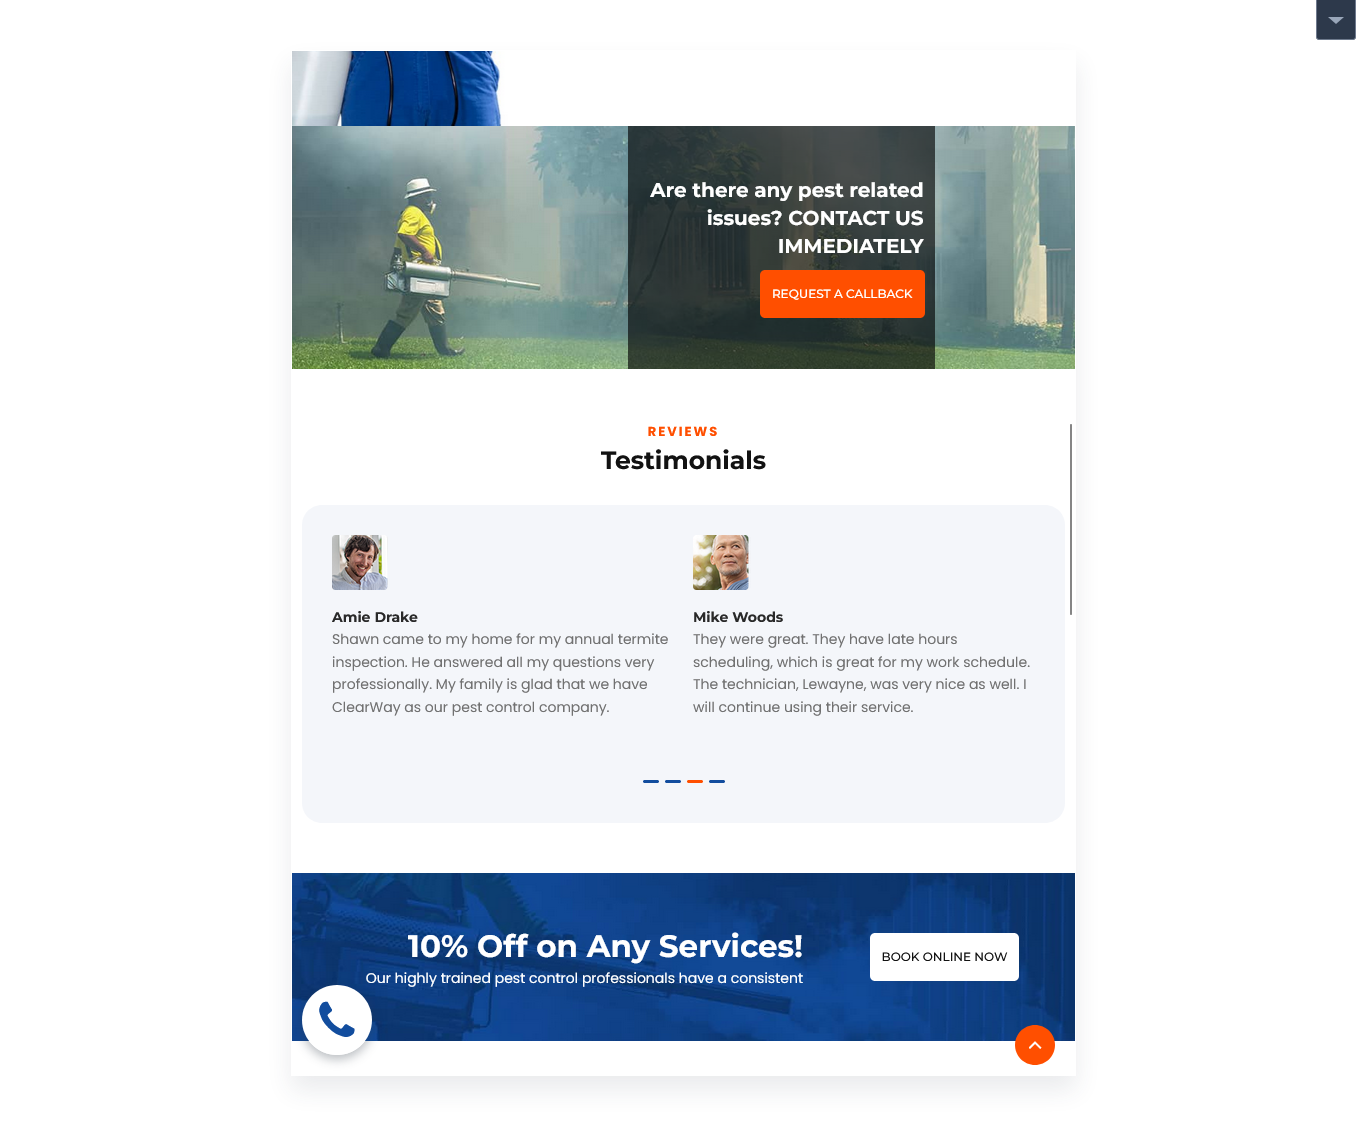 Are there any pest related
issues? CONTACT US
IMMEDIATELY
REQUEST A CALLBACK
REVIEWS
Testimonials
Amie Drake
Shawn came to my home for my annual termite
inspection. He answered all my questions very
professionally. My family is glad that we have
ClearWay as our pest control company.
Mike Woods
They were great. They have late hours
scheduling, which is great for my work schedule.
The technician, Lewayne, was very nice as well. I
will continue using their service.
10% Off on Any Services!
Our highly trained pest control professionals have a consistent
BOOK ONLINE NOW